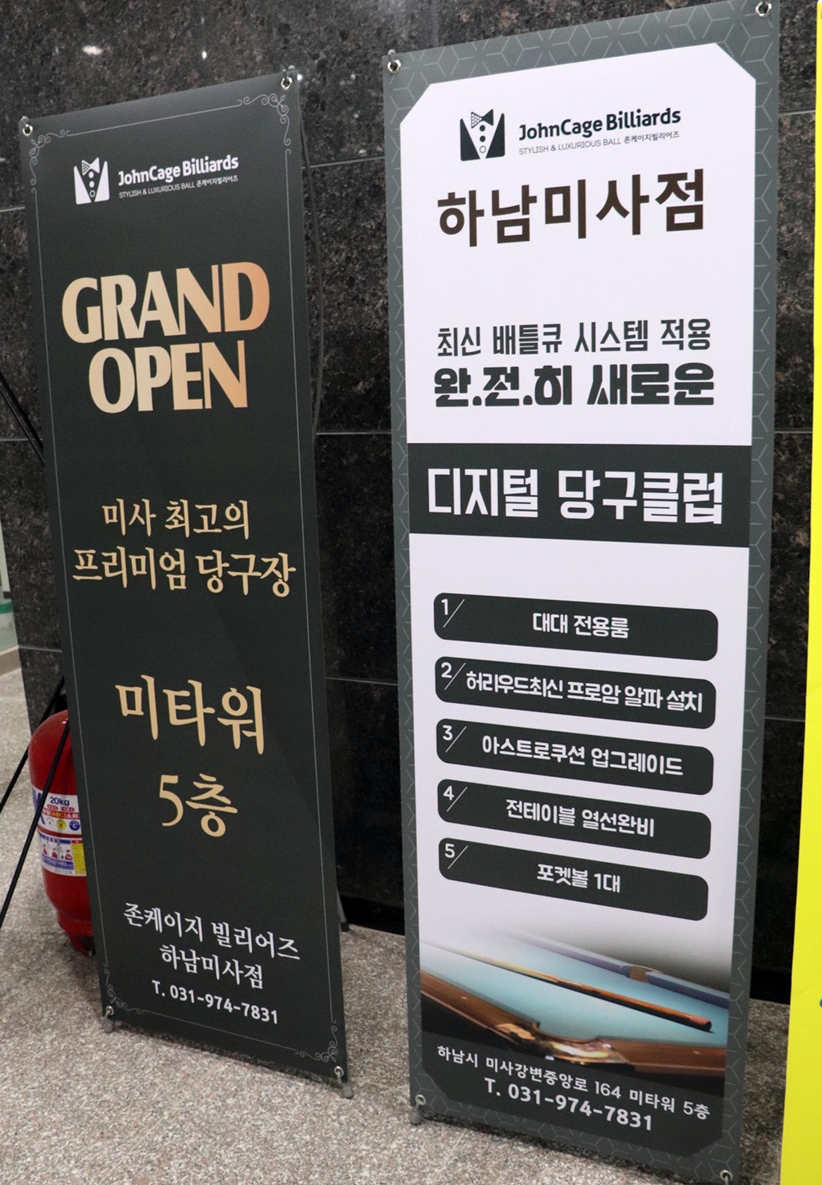 JohnCage Billiards
STYLISH & LUXURIOUS BALL 존케이지빌리어즈
GRAND
OPEN
미사 최고의
프리미엄 당구장
미타워
5층
존케이지 빌리어즈
하남미사점
T. 031-974-7831
JohnCage Billiards
STYLISH & LUXURIOUS BALL 존케이지빌리어즈
하남미사점
최신 배틀큐 시스템 적용
완.전.히 새로운
디지털 당구클럽
1/ 대대 전용룸
2/ 허리우드최신 프로암 알파 설치
3/ 아스트로쿠션 업그레이드
4/ 전테이블 열선완비
5/ 포켓볼 1대
하남시 미사강변중앙로 164 미타워 5층
T. 031-974-7831
20kg